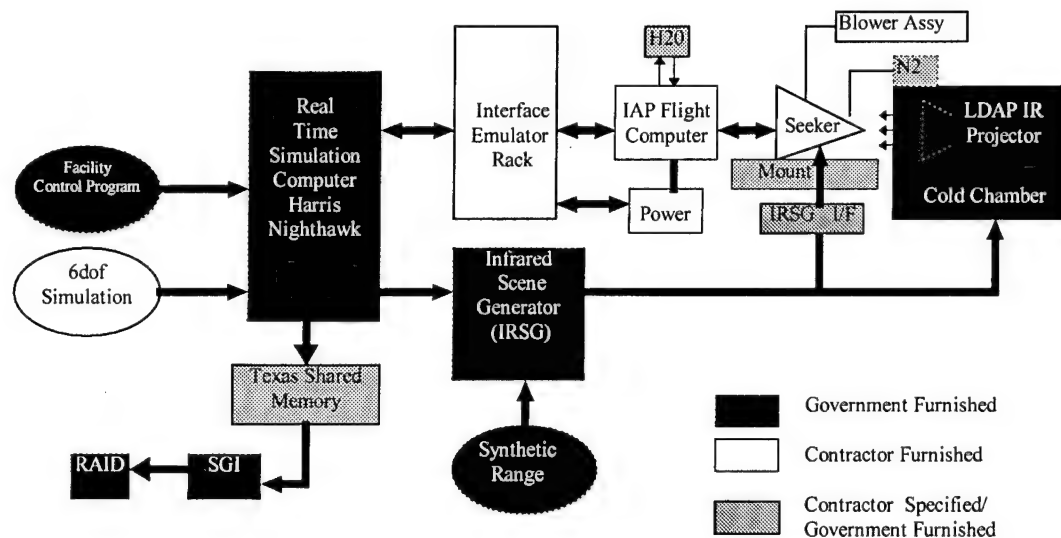 Blower Assy
H20
N2
Real
Time
Simulation
Computer
Harris
Nighthawk
Interface
Emulator
Rack
IAP Flight
Computer
Seeker
LDAP IR
Projector
Cold Chamber
Facility
Control Program
Mount
Power
IRSG I/F
6dof
Simulation
Infrared
Scene
Generator
(IRSG)
Texas Shared
Memory
RAID
SGI
Synthetic
Range
Government Furnished
Contractor Furnished
Contractor Specified/
Government Furnished